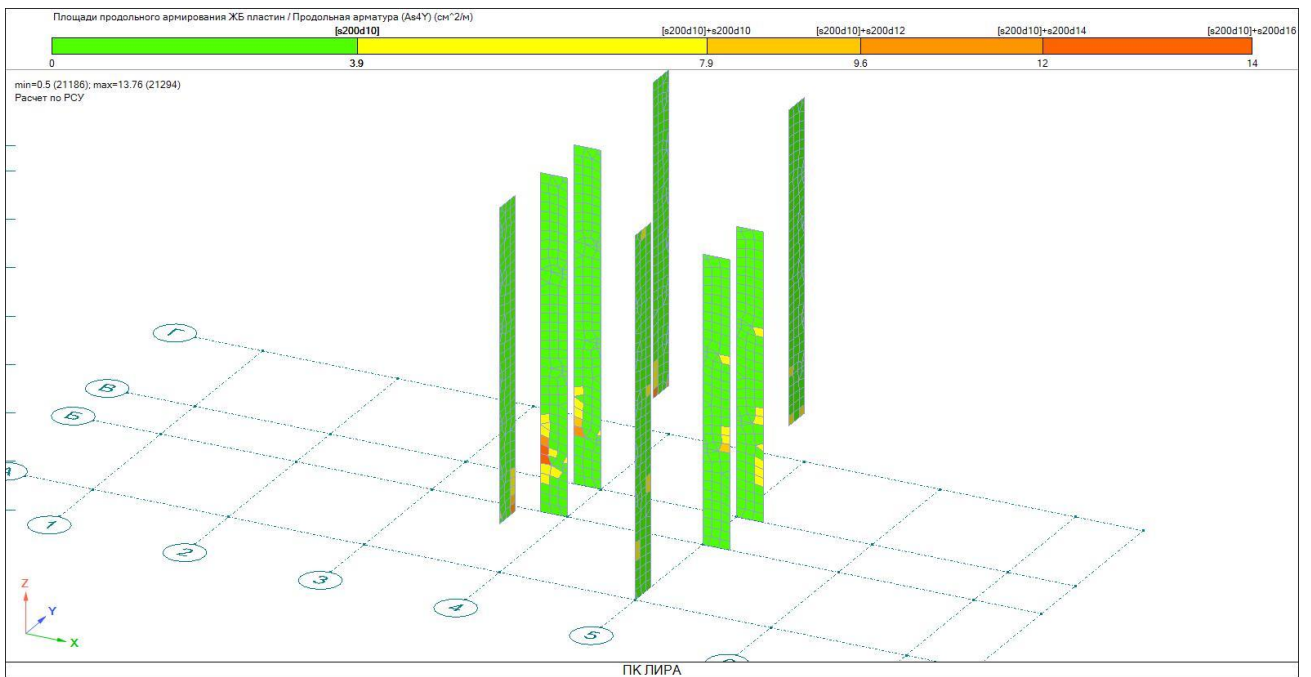 Площади продольного армирования ЖБ пластин / Продольная арматура (As4Y) (см^2/м)
[s200d10] [s200d10]+s200d10 [s200d10]+s200d12 [s200d10]+s200d14 [s200d10]+s200d16
0 3.9 7.9 9.6 12 14
min=0.5 (21186); max=13.76 (21294)
Расчет по РСУ
Г
В
Б
А
1
2
3
4
5
Z
Y
X
ПК ЛИРА